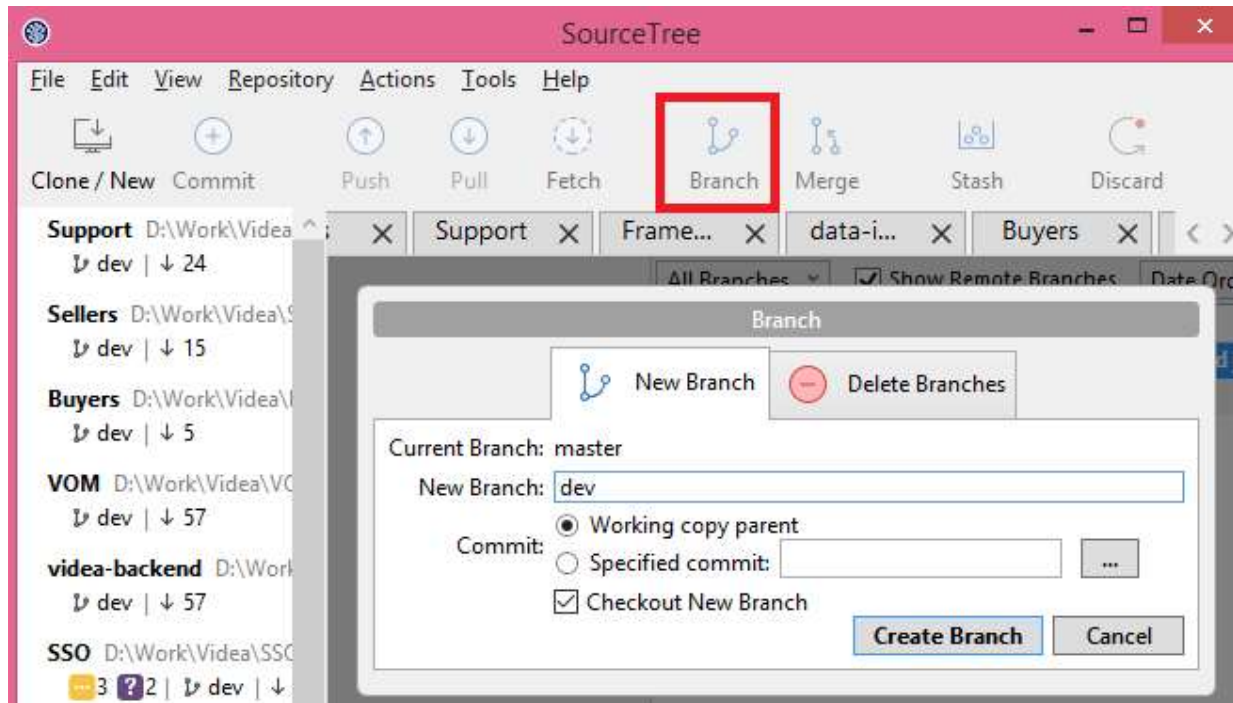 SourceTree
File Edit View Repository Actions Tools Help
Clone / New Commit Push Pull Fetch Branch Merge Stash Discard
Support D:\Work\Videa
dev | ↓ 24
Sellers D:\Work\Videa\S
dev | ↓ 15
Buyers D:\Work\Videa\
dev | ↓ 5
VOM D:\Work\Videa\VO
dev | ↓ 57
videa-backend D:\Work
dev | ↓ 57
SSO D:\Work\Videa\SSO
3 ? 2 | dev | ↓
Support Frame... data-i... Buyers
All Branches Show Remote Branches Date Ord
Branch
New Branch Delete Branches
Current Branch: master
New Branch: dev
Commit: Working copy parent
Specified commit: ...
Checkout New Branch
Create Branch Cancel